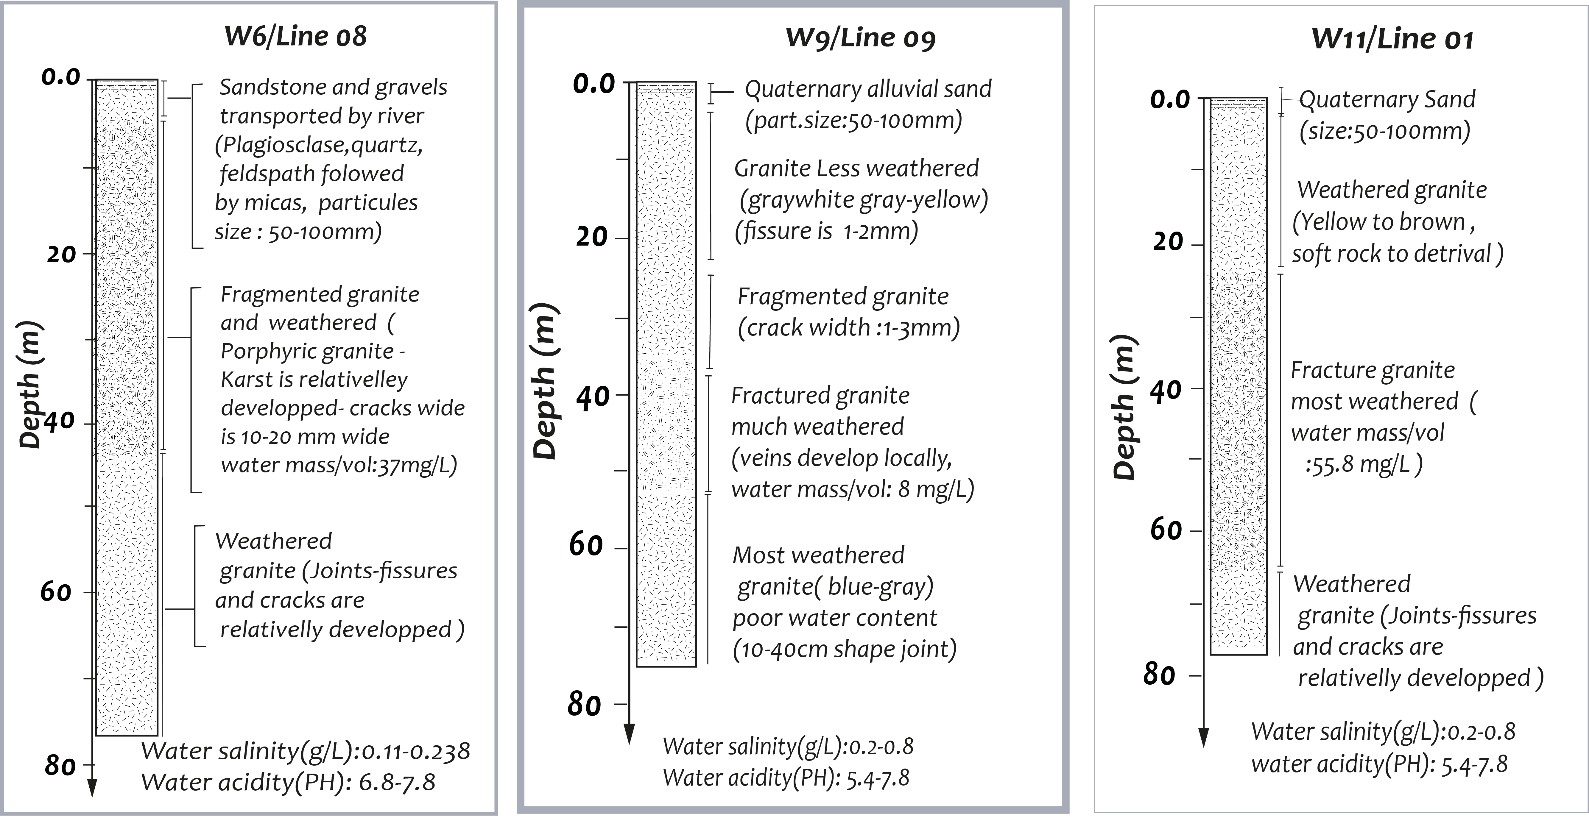 W6/Line 08
0.0
20
40
60
80
Depth (m)
Sandstone and gravels
transported by river
(Plagiosclase,quartz,
feldspath folowed
by micas, particules
size : 50-100mm)
Fragmented granite
and weathered (
Porphyric granite -
Karst is relativelley
developped- cracks wide
is 10-20 mm wide
water mass/vol:37mg/L)
Weathered
granite (Joints-fissures
and cracks are
relativelly developped )
Water salinity(g/L):0.11-0.238
Water acidity(PH): 6.8-7.8
W9/Line 09
0.0
20
40
60
80
Depth (m)
Quaternary alluvial sand
(part.size:50-100mm)
Granite Less weathered
(graywhite gray-yellow)
(fissure is 1-2mm)
Fragmented granite
(crack width :1-3mm)
Fractured granite
much weathered
(veins develop locally,
water mass/vol: 8 mg/L)
Most weathered
granite( blue-gray)
poor water content
(10-40cm shape joint)
Water salinity(g/L):0.2-0.8
Water acidity(PH): 5.4-7.8
W11/Line 01
0.0
20
40
60
80
Depth (m)
Quaternary Sand
(size:50-100mm)
Weathered granite
(Yellow to brown ,
soft rock to detrival )
Fracture granite
most weathered (
water mass/vol
:55.8 mg/L )
Weathered
granite (Joints-fissures
and cracks are
relativelly developped )
Water salinity(g/L):0.2-0.8
water acidity(PH): 5.4-7.8